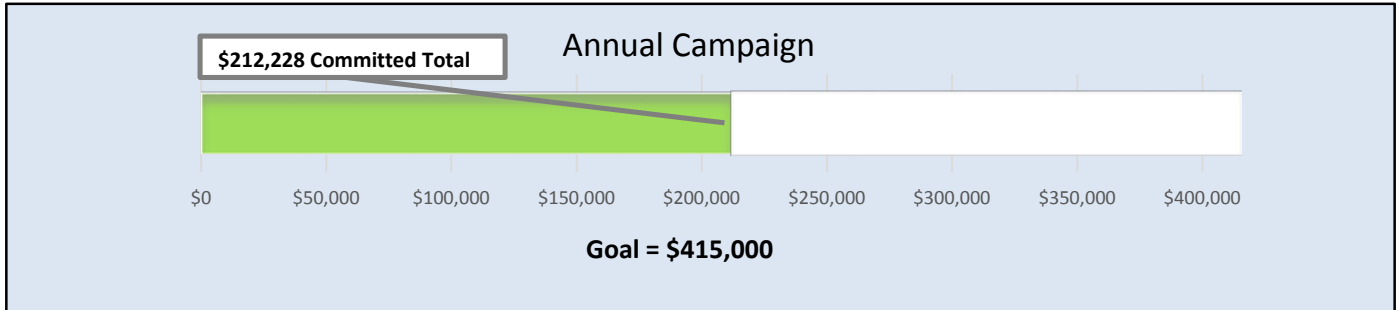 Annual Campaign
$212,228 Committed Total
$0 $50,000 $100,000 $150,000 $200,000 $250,000 $300,000 $350,000 $400,000
Goal = $415,000